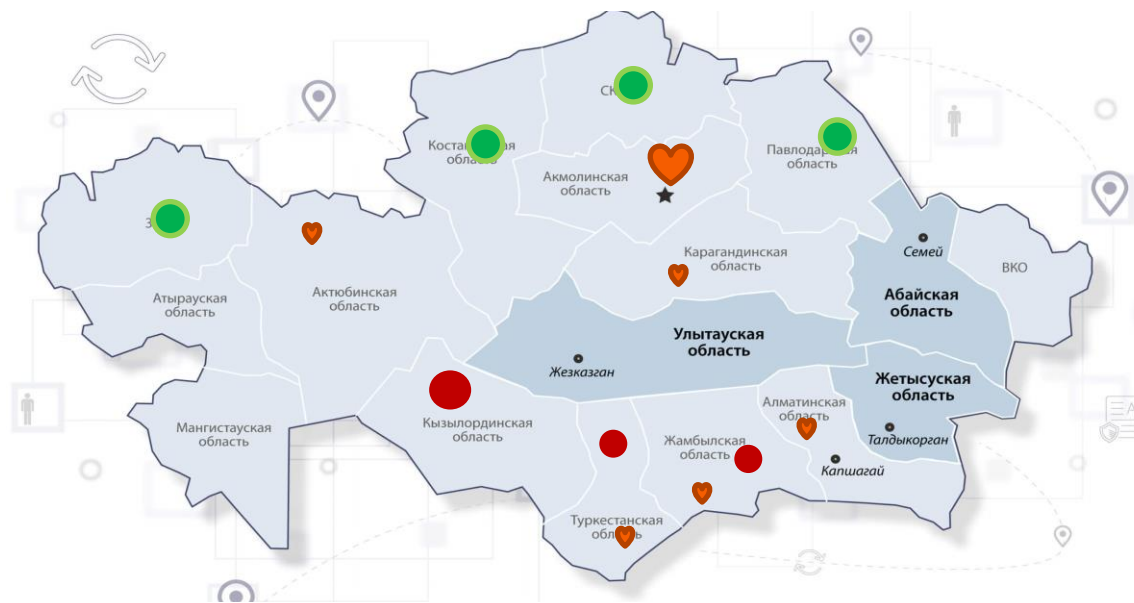 СК
Костанайская
область
Павлодарская
область
Акмолинская
область
З
Семей
ВКО
Карагандинская
область
Атырауская
область
Актюбинская
область
Абайская
область
Улытауская
область
Жезказган
Жетысуская
область
Алматинская
область
Мангистауская
область
Кызылординская
область
Жамбылская
область
Талдыкорган
Капшагай
Туркестанская
область